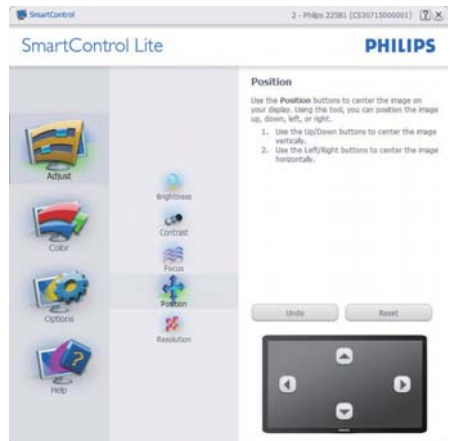 SmartControl
2 - Philips 225B1 (CS30715000001)
SmartControl Lite
PHILIPS
Adjust
Color
Options
Help
Brightness
Contrast
Focus
Position
Resolution
Position
Use the Position buttons to center the image on
your display. Using the tool, you can position the image
up, down, left, or right.
1. Use the Up/Down buttons to center the image
vertically.
2. Use the Left/Right buttons to center the image
horizontally.
Undo
Reset